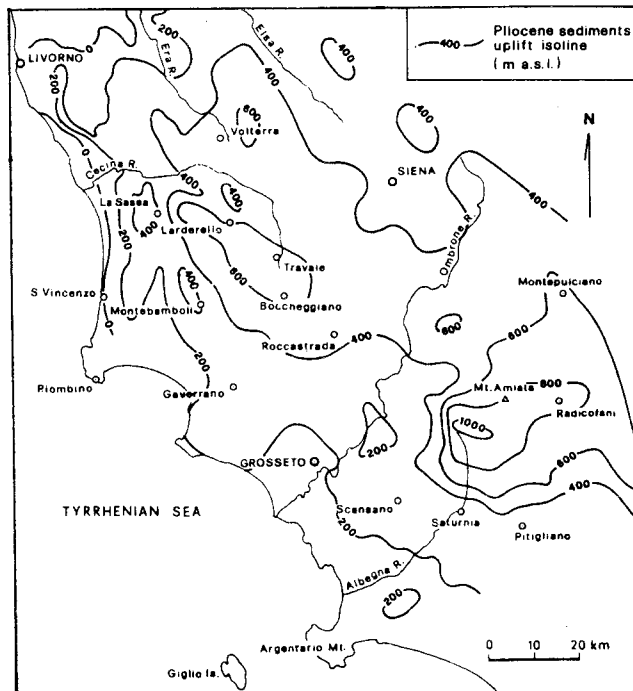 Pliocene sediments
uplift isoline
(m a.s.l.)
400
N
LIVORNO
0
200
Era R.
200
Elsa R.
400
400
600
Volterra
400
SIENA
400
0
Cecina R.
400
400
La Sassa
400
200
Larderello
600
Travale
Ombrone R.
Montepulciano
S. Vincenzo
0
400
Montebamboli
Boccheggiano
600
600
Roccastrada
400
200
Piombino
Gavorrano
Mt. Amiata
800
Radicofani
1000
200
GROSSETO
600
400
TYRRHENIAN SEA
Scansano
Saturnia
200
Pitigliano
Albegna R.
200
Argentario Mt.
0 10 20 km
Giglio Is.